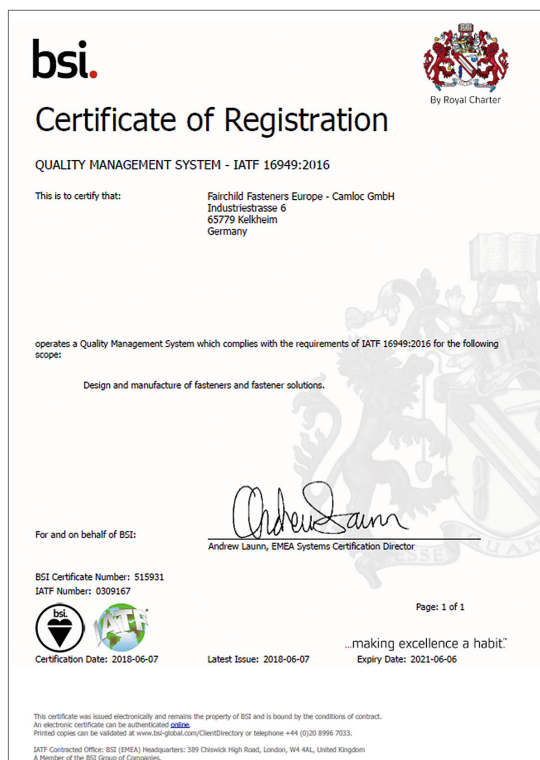 bsi.
By Royal Charter
Certificate of Registration
QUALITY MANAGEMENT SYSTEM - IATF 16949:2016
This is to certify that:
Fairchild Fasteners Europe - Camloc GmbH
Industriestrasse 6
65779 Kelkheim
Germany
operates a Quality Management System which complies with the requirements of IATF 16949:2016 for the following
scope:
Design and manufacture of fasteners and fastener solutions.
For and on behalf of BSI:
Andrew Launn, EMEA Systems Certification Director
BSI Certificate Number: 515931
IATF Number: 0309167
Page: 1 of 1
bsi.
IATF
...making excellence a habit.™
Certification Date: 2018-06-07
Latest Issue: 2018-06-07
Expiry Date: 2021-06-06
This certificate was issued electronically and remains the property of BSI and is bound by the conditions of contract.
An electronic certificate can be authenticated online.
Printed copies can be validated at www.bsi-global.com/ClientDirectory or telephone +44 (0)20 8996 7033.
IATF Contracted Office: BSI (EMEA) Headquarters: 389 Chiswick High Road, London, W4 4AL, United Kingdom
A Member of the BSI Group of Companies.